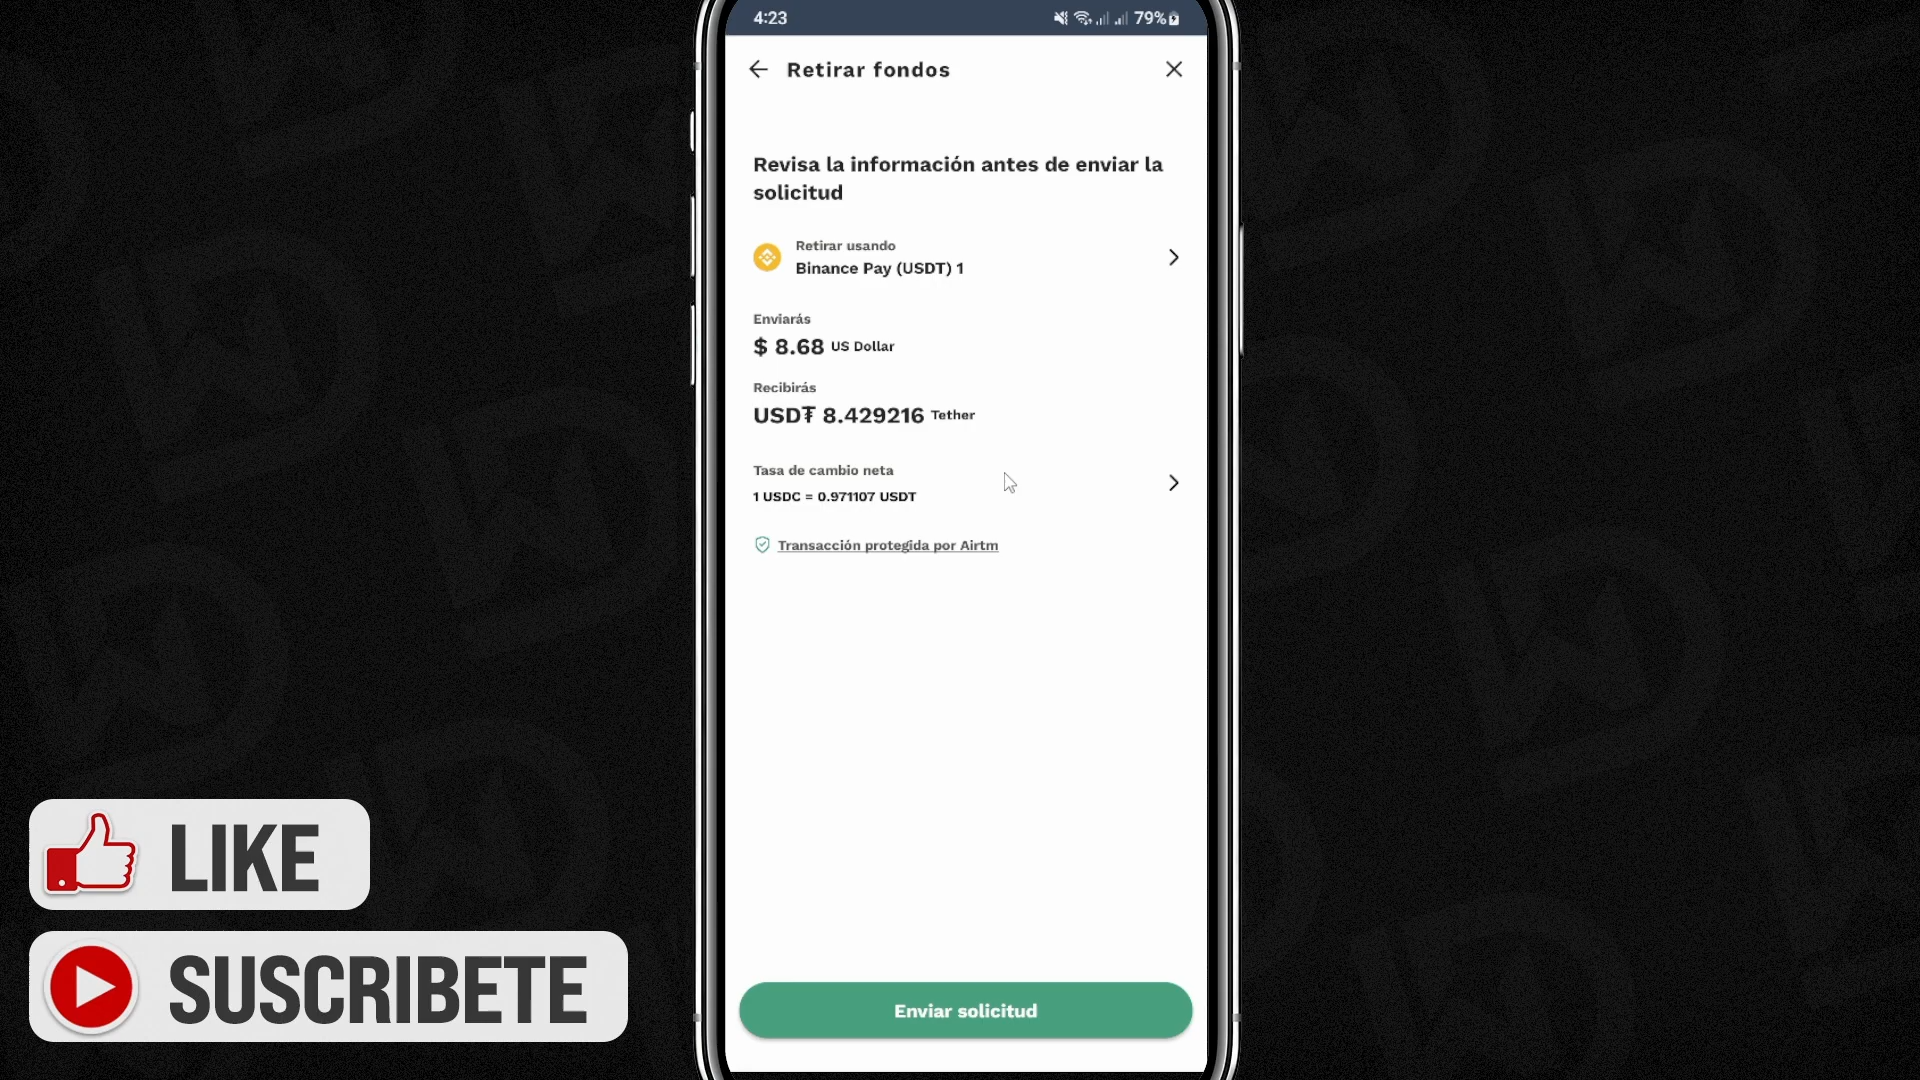 4:23
79%
Retirar fondos
Revisa la información antes de enviar la
solicitud
Retirar usando
Binance Pay (USDT) 1
Enviarás
$ 8.68 US Dollar
Recibirás
USD₮ 8.429216 Tether
Tasa de cambio neta
1 USDC = 0.971107 USDT
Transacción protegida por Airtm
Enviar solicitud
LIKE
SUSCRIBETE